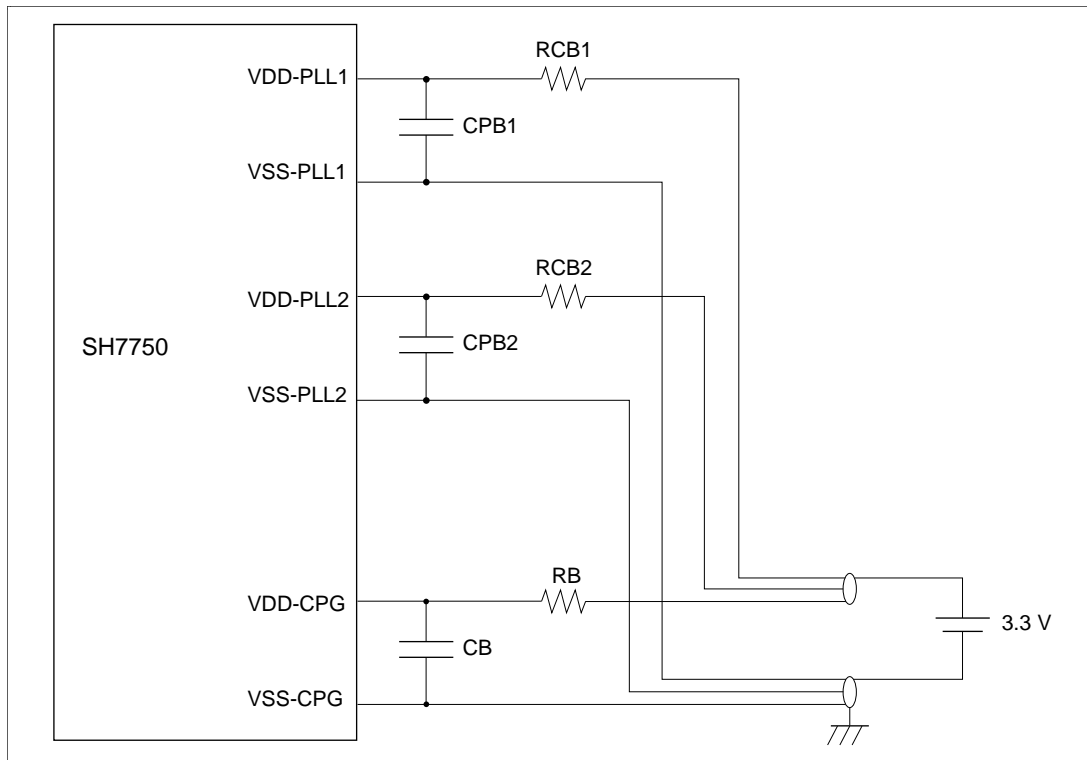 RCB1
VDD-PLL1
CPB1
VSS-PLL1
RCB2
VDD-PLL2
CPB2
SH7750
VSS-PLL2
RB
VDD-CPG
3.3 V
CB
VSS-CPG